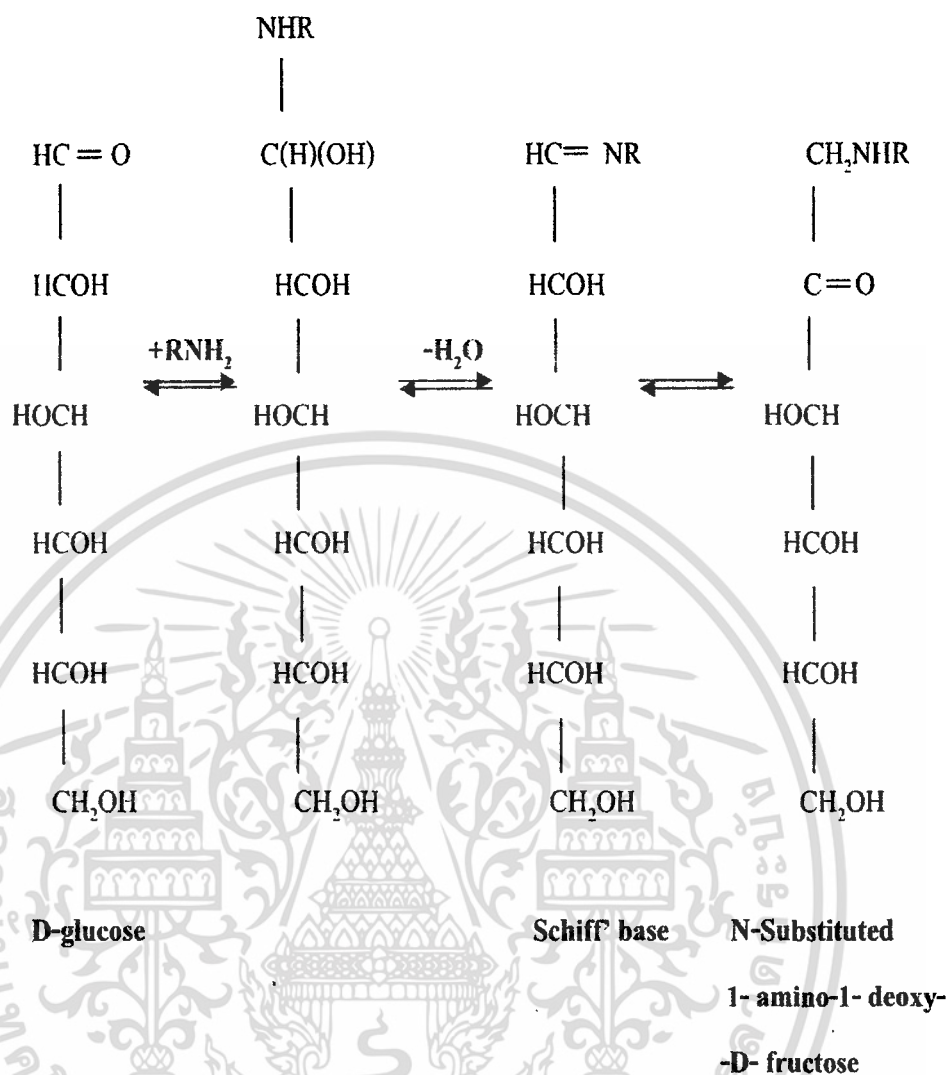 NHR
HC = O C(H)(OH) HC= NR CH₂NHR
HCOH HCOH HCOH C=O
+RNH₂ -H₂O
HOCH HOCH HOCH HOCH
HCOH HCOH HCOH HCOH
HCOH HCOH HCOH HCOH
CH₂OH CH₂OH CH₂OH CH₂OH
D-glucose Schiff' base N-Substituted
1- amino-1- deoxy-
-D- fructose